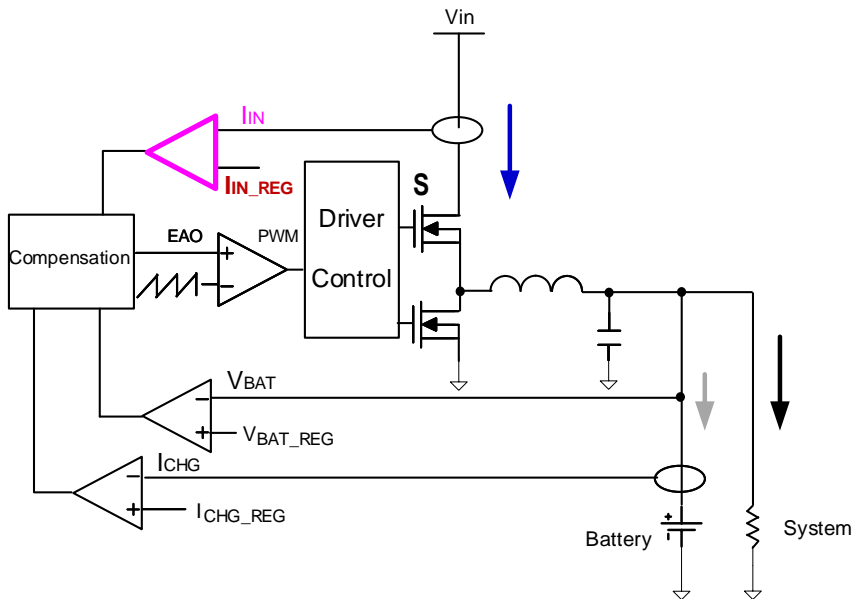 Vin
IIN
IIN_REG
S
Driver
Control
EAO
PWM
Compensation
+
−
VBAT
−
+
VBAT_REG
ICHG
−
+
ICHG_REG
+
-
Battery
System